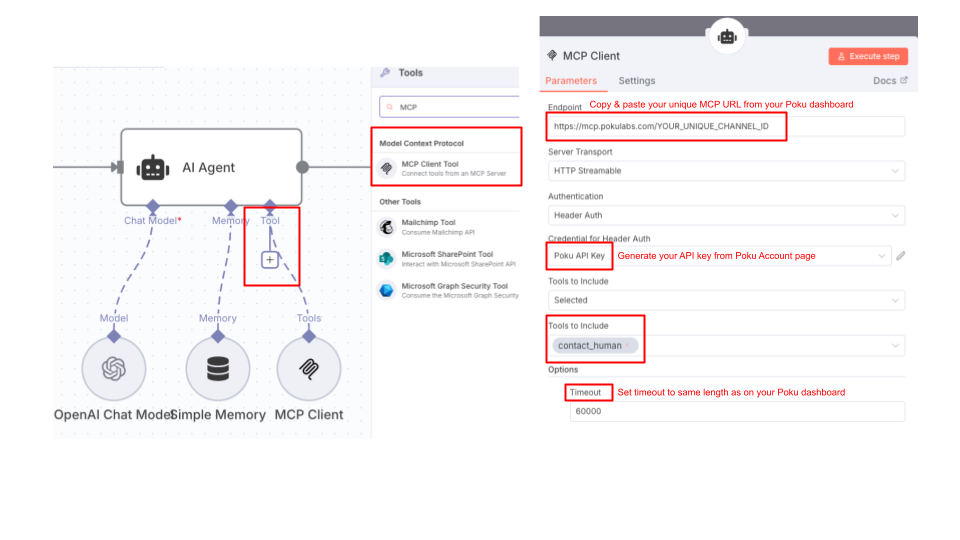 AI Agent
Chat Model*
Memory
Tool
+
Model
Memory
Tools
OpenAI Chat Model
Simple Memory
MCP Client
Tools
MCP
Model Context Protocol
MCP Client Tool
Connect tools from an MCP Server
Other Tools
Mailchimp Tool
Consume Mailchimp API
Microsoft SharePoint Tool
Interact with Microsoft SharePoint API
Microsoft Graph Security Tool
Consume the Microsoft Graph Security
MCP Client
Execute step
Parameters
Settings
Docs
Endpoint
Copy & paste your unique MCP URL from your Poku dashboard
https://mcp.pokulabs.com/YOUR_UNIQUE_CHANNEL_ID
Server Transport
HTTP Streamable
Authentication
Header Auth
Credential for Header Auth
Poku API Key
Generate your API key from Poku Account page
Tools to Include
Selected
Tools to Include
contact_human
Options
Timeout
Set timeout to same length as on your Poku dashboard
60000